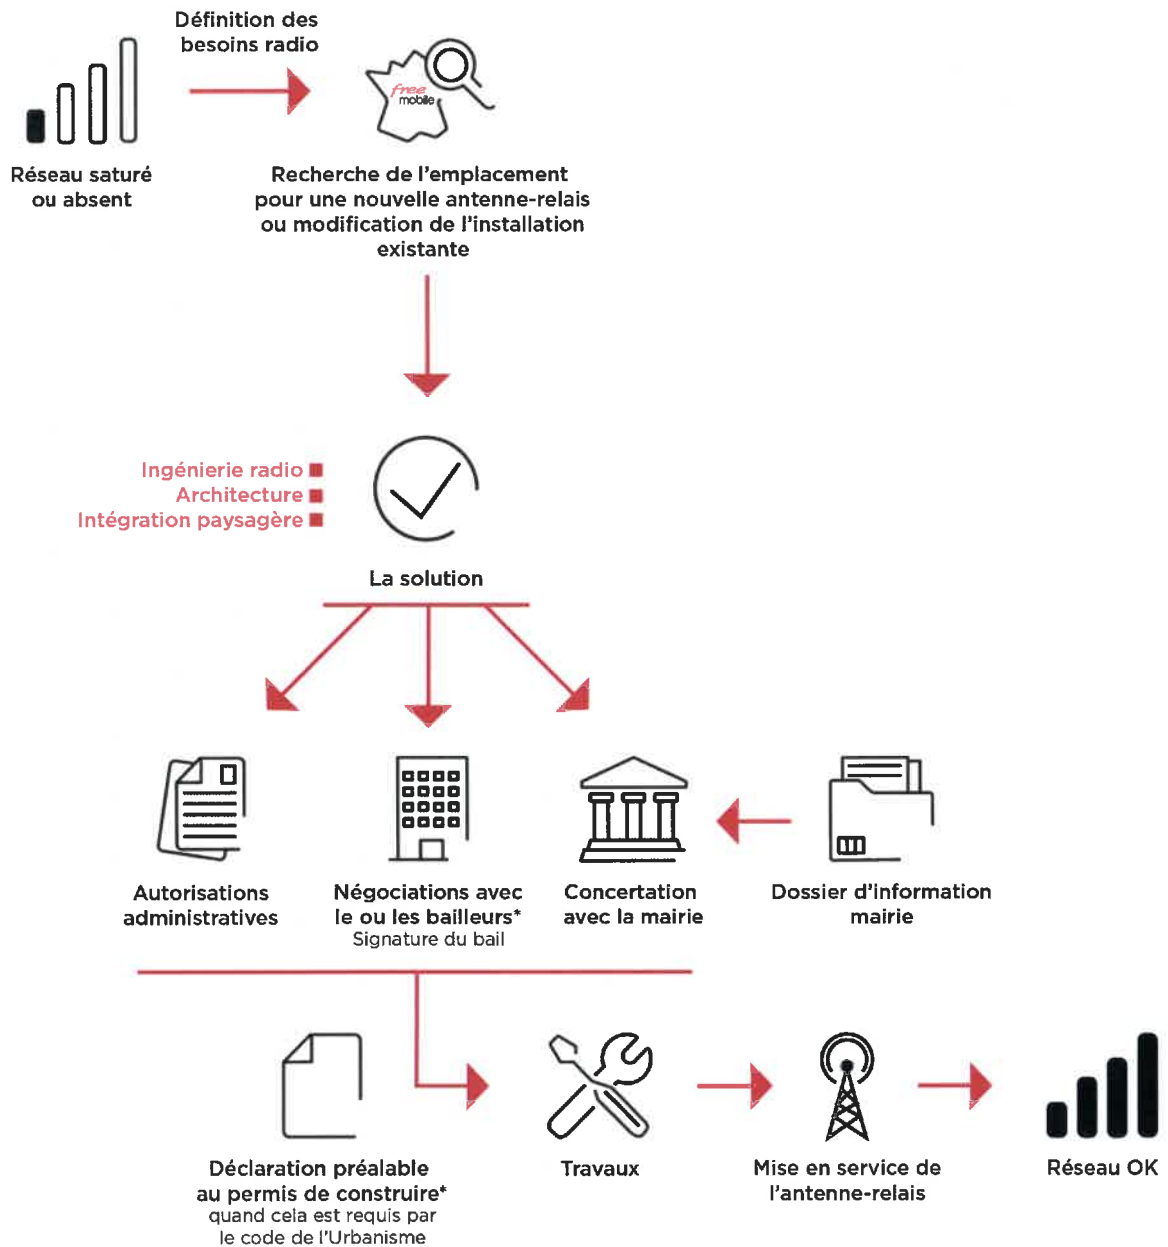 Définition des
besoins radio
free
mobile
Réseau saturé
ou absent
Recherche de l'emplacement
pour une nouvelle antenne-relais
ou modification de l'installation
existante
Ingénierie radio
Architecture
Intégration paysagère
La solution
Autorisations
administratives
Négociations avec
le ou les bailleurs*
Signature du bail
Concertation
avec la mairie
Dossier d'information
mairie
Déclaration préalable
au permis de construire*
quand cela est requis par
le code de l'Urbanisme
Travaux
Mise en service de
l'antenne-relais
Réseau OK